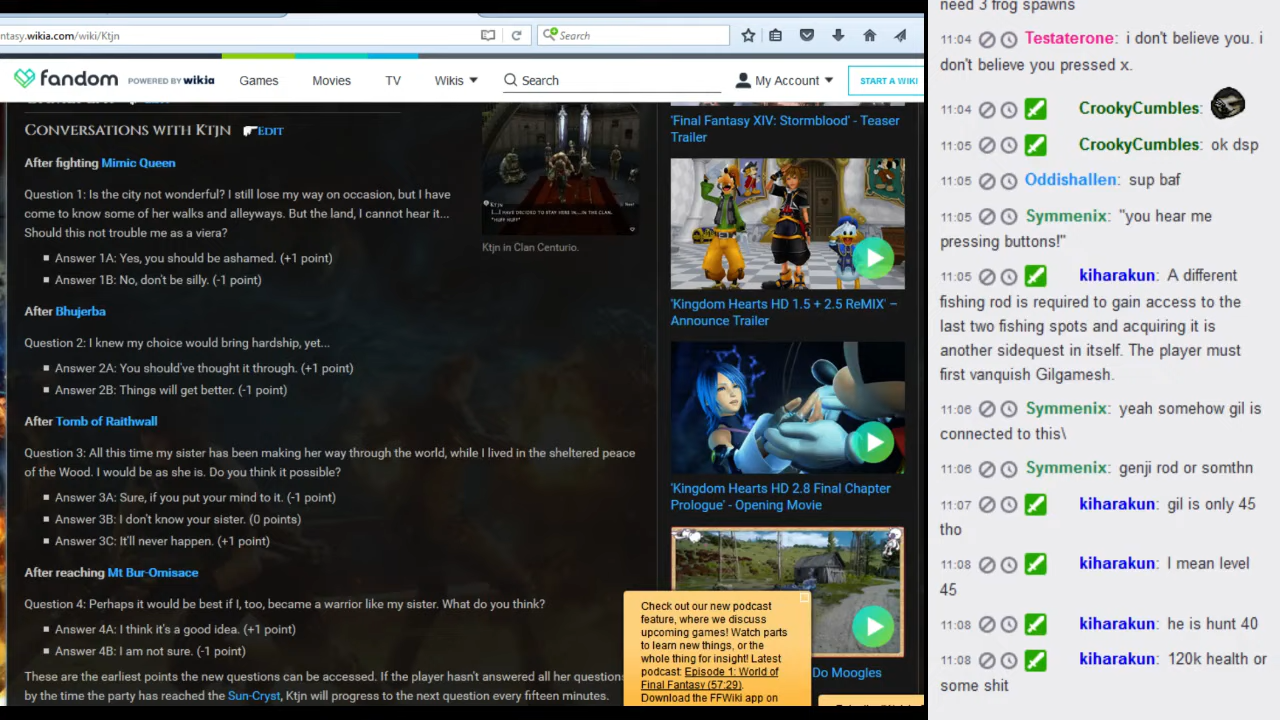 ntasy.wikia.com/wiki/Ktjn
Search
fandom POWERED BY wikia
Games
Movies
TV
Wikis
Search
My Account
START A WIKI
CONVERSATIONS WITH KTJN EDIT
After fighting Mimic Queen
Question 1: Is the city not wonderful? I still lose my way on occasion, but I have
come to know some of her walks and alleyways. But the land, I cannot hear it...
Should this not trouble me as a viera?
Answer 1A: Yes, you should be ashamed. (+1 point)
Answer 1B: No, don't be silly. (-1 point)
After Bhujerba
Question 2: I knew my choice would bring hardship, yet...
Answer 2A: You should've thought it through. (+1 point)
Answer 2B: Things will get better. (-1 point)
After Tomb of Raithwall
Question 3: All this time my sister has been making her way through the world, while I lived in the sheltered peace
of the Wood. I would be as she is. Do you think it possible?
Answer 3A: Sure, if you put your mind to it. (-1 point)
Answer 3B: I don't know your sister. (0 points)
Answer 3C: It'll never happen. (+1 point)
After reaching Mt Bur-Omisace
Question 4: Perhaps it would be best if I, too, became a warrior like my sister. What do you think?
Answer 4A: I think it's a good idea. (+1 point)
Answer 4B: I am not sure. (-1 point)
These are the earliest points the new questions can be accessed. If the player hasn't answered all her questions
by the time the party has reached the Sun-Cryst, Ktjn will progress to the next question every fifteen minutes.
KTJN
I...I HAVE DECIDED TO STAY HERE IN...IN THE CLAN.
*HUFF HUFF*
Next
Ktjn in Clan Centurio.
'Final Fantasy XIV: Stormblood' - Teaser
Trailer
'Kingdom Hearts HD 1.5 + 2.5 ReMIX' –
Announce Trailer
'Kingdom Hearts HD 2.8 Final Chapter
Prologue' - Opening Movie
Do Moogles
Check out our new podcast
feature, where we discuss
upcoming games! Watch parts
to learn new things, or the
whole thing for insight! Latest
podcast: Episode 1: World of
Final Fantasy (57:29).
Download the FFWiki app on
need 3 frog spawns
11:04 Testaterone: i don't believe you. i
don't believe you pressed x.
11:04 CrookyCumbles:
11:05 CrookyCumbles: ok dsp
11:05 Oddishallen: sup baf
11:05 Symmenix: "you hear me
pressing buttons!"
11:05 kiharakun: A different
fishing rod is required to gain access to the
last two fishing spots and acquiring it is
another sidequest in itself. The player must
first vanquish Gilgamesh.
11:06 Symmenix: yeah somehow gil is
connected to this\
11:06 Symmenix: genji rod or somthn
11:07 kiharakun: gil is only 45
tho
11:08 kiharakun: I mean level
45
11:08 kiharakun: he is hunt 40
11:08 kiharakun: 120k health or
some shit